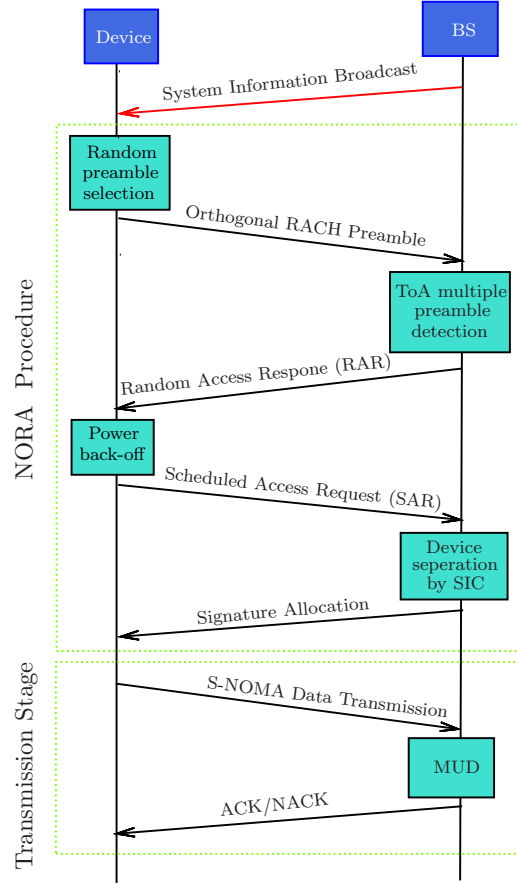 Device
BS
System Information Broadcast
Random
preamble
selection
Orthogonal RACH Preamble
ToA multiple
preamble
detection
Random Access Respone (RAR)
Power
back-off
Scheduled Access Request (SAR)
Device
seperation
by SIC
Signature Allocation
NORA Procedure
S-NOMA Data Transmission
MUD
ACK/NACK
Transmission Stage